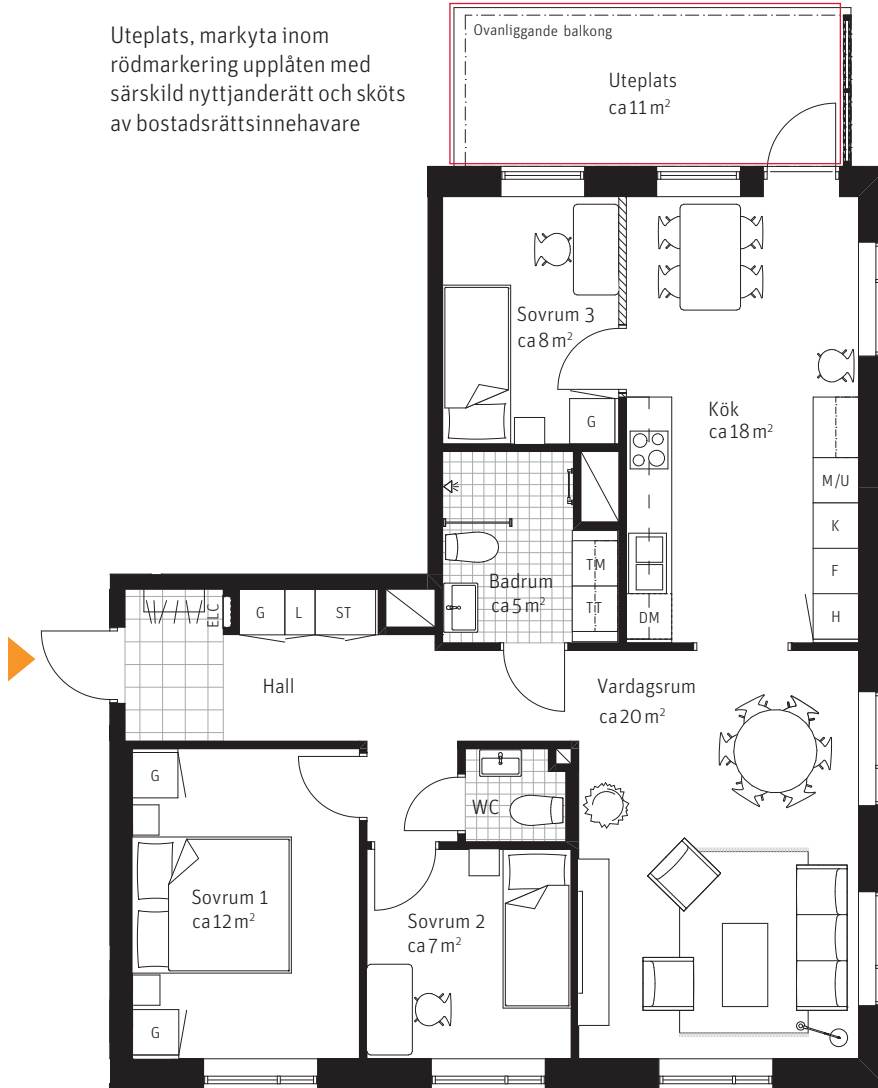 Uteplats, markyta inom
rödmarkering upplåten med
särskild nyttjanderätt och sköts
av bostadsrättsinnehavare
Ovanliggande balkong
Uteplats
ca 11 m²
Sovrum 3
ca 8 m²
G
Kök
ca 18 m²
M/U
K
F
H
Badrum
ca 5 m²
TM
TT
DM
ELC
G
L
ST
Hall
Vardagsrum
ca 20 m²
G
WC
Sovrum 1
ca 12 m²
Sovrum 2
ca 7 m²
G